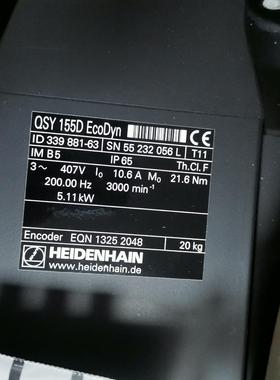 QSY 155D EcoDyn CE
ID 339 881-63 SN 55 232 056 L T11
IM B5 IP 65 Th.Cl. F
3~ 407V I₀ 10.6 A M₀ 21.6 Nm
200.00 Hz 3000 min⁻¹
5.11kW
Encoder EQN 1325 2048 20 kg
HEIDENHAIN
www.heidenhain.de